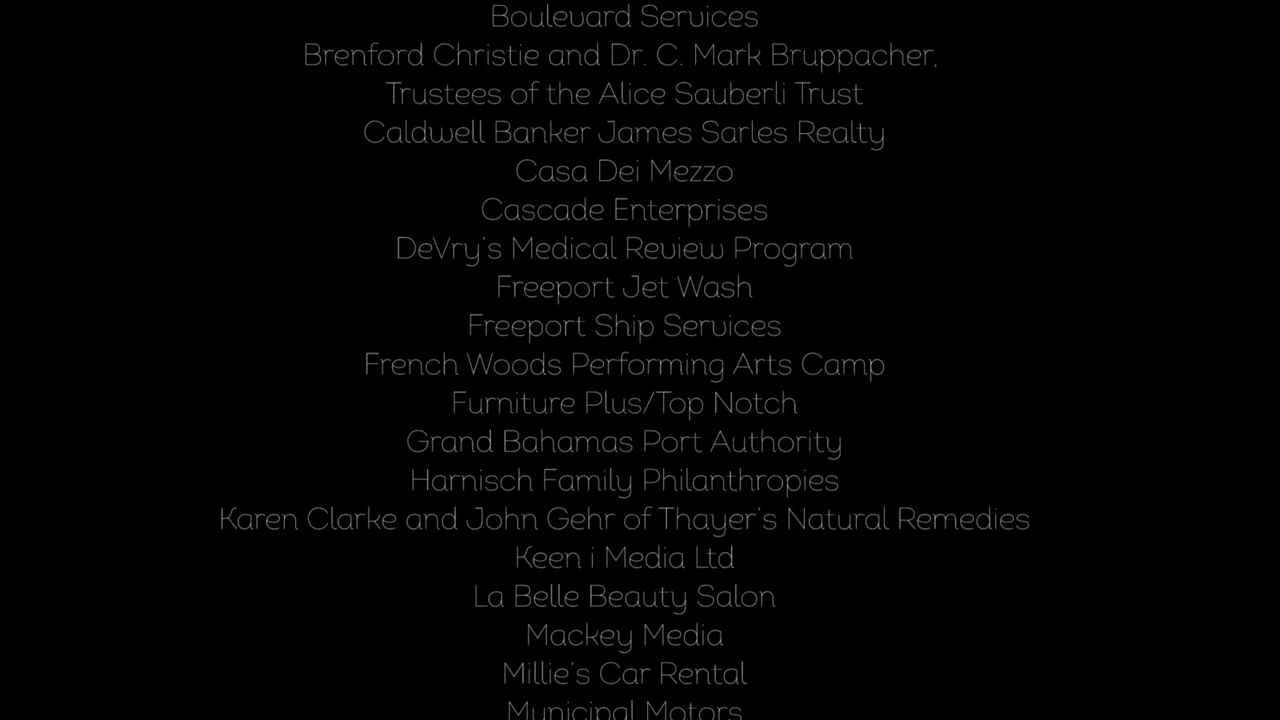 Boulevard Services
Brenford Christie and Dr. C. Mark Bruppacher,
Trustees of the Alice Sauberli Trust
Caldwell Banker James Sarles Realty
Casa Dei Mezzo
Cascade Enterprises
DeVry's Medical Review Program
Freeport Jet Wash
Freeport Ship Services
French Woods Performing Arts Camp
Furniture Plus/Top Notch
Grand Bahamas Port Authority
Harnisch Family Philanthropies
Karen Clarke and John Gehr of Thayer's Natural Remedies
Keen i Media Ltd
La Belle Beauty Salon
Mackey Media
Millie's Car Rental
Municipal Motors